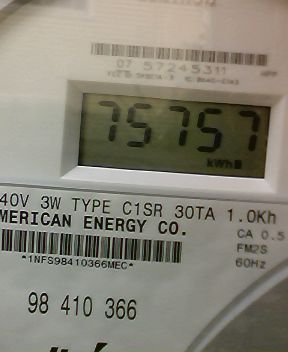 07 57245311
75757
kWh
40V 3W TYPE C1SR 30TA 1.0Kh
MERICAN ENERGY CO.
CA 0.5
FM2S
*1NFS98410366MEC*
60Hz
98 410 366